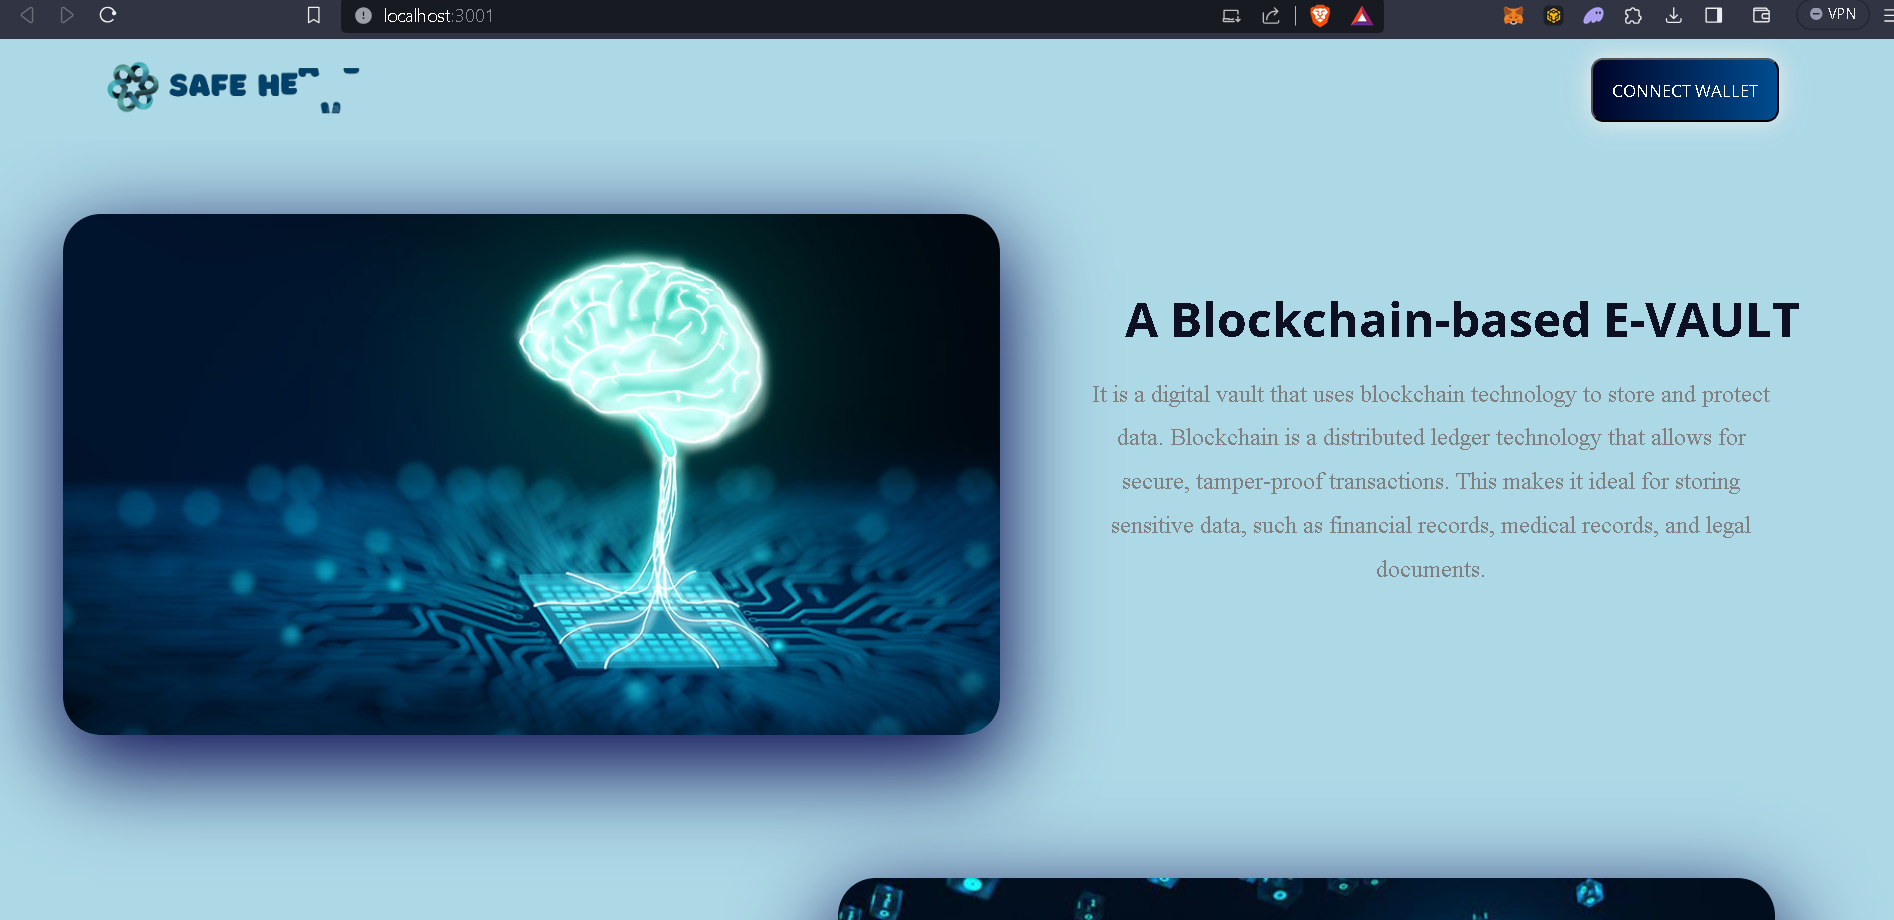 localhost:3001
VPN
SAFE
CONNECT WALLET
A Blockchain-based E-VAULT
It is a digital vault that uses blockchain technology to store and protect
data. Blockchain is a distributed ledger technology that allows for
secure, tamper-proof transactions. This makes it ideal for storing
sensitive data, such as financial records, medical records, and legal
documents.